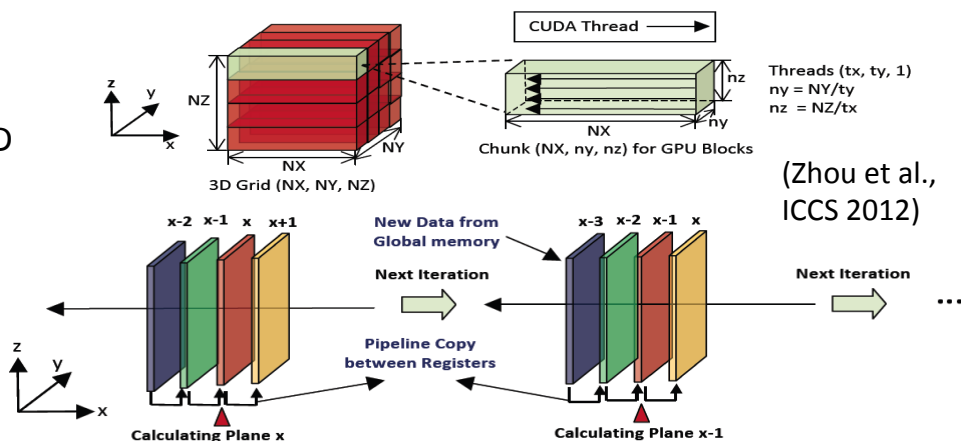 CUDA Thread
z
y
x
NZ
NX
NY
3D Grid (NX, NY, NZ)
nz
NX
ny
Chunk (NX, ny, nz) for GPU Blocks
Threads (tx, ty, 1)
ny = NY/ty
nz = NZ/tx
D
(Zhou et al.,
ICCS 2012)
x-2 x-1 x x+1
New Data from
Global memory
x-3 x-2 x-1 x
Next Iteration
Next Iteration
...
Pipeline Copy
between Registers
z
y
x
Calculating Plane x
Calculating Plane x-1